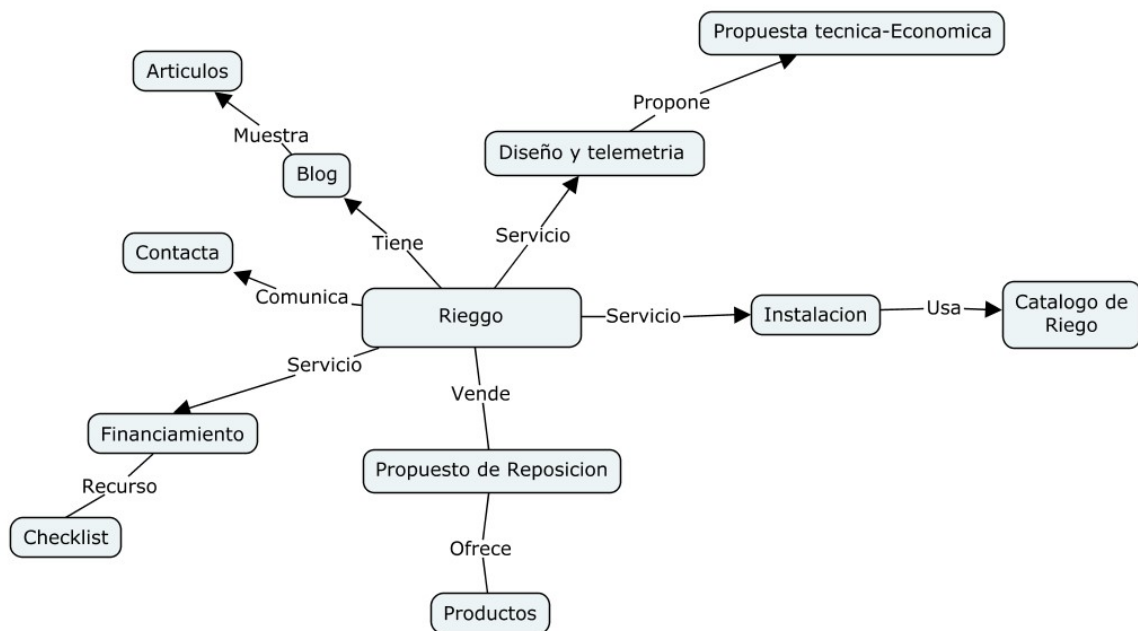 Propuesta tecnica-Economica
Articulos
Propone
Muestra
Diseño y telemetria
Blog
Servicio
Tiene
Contacta
Comunica
Rieggo
Servicio
Instalacion
Usa
Catalogo de
Riego
Servicio
Vende
Financiamiento
Propuesto de Reposicion
Recurso
Checklist
Ofrece
Productos